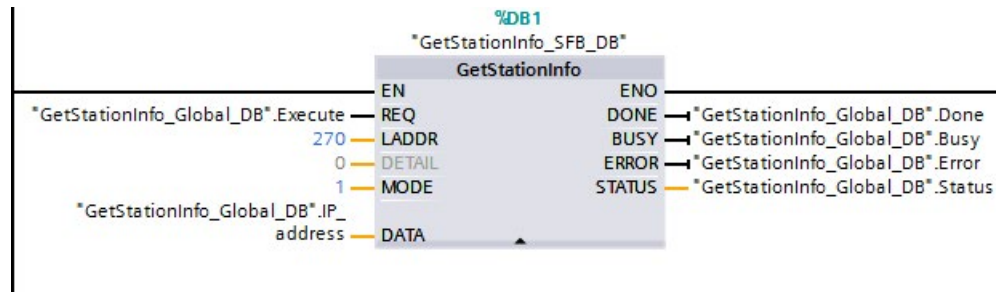 %DB1
"GetStationInfo_SFB_DB"
GetStationInfo
EN ENO
"GetStationInfo_Global_DB".Execute REQ DONE "GetStationInfo_Global_DB".Done
270 LADDR BUSY "GetStationInfo_Global_DB".Busy
0 DETAIL ERROR "GetStationInfo_Global_DB".Error
1 MODE STATUS "GetStationInfo_Global_DB".Status
"GetStationInfo_Global_DB".IP_
address DATA